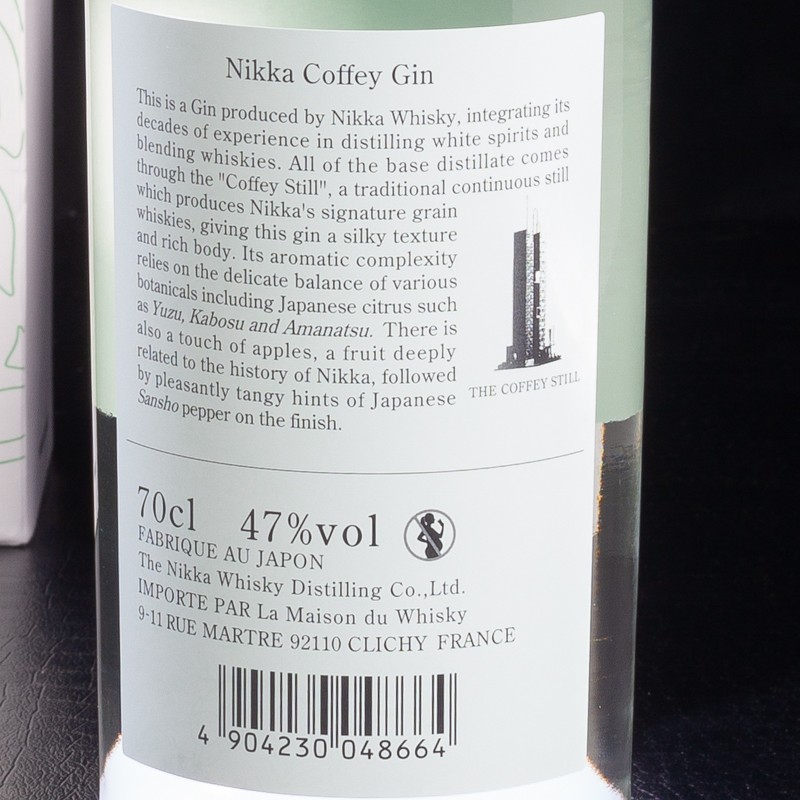 Nikka Coffey Gin
This is a Gin produced by Nikka Whisky, integrating its
decades of experience in distilling white spirits and
blending whiskies. All of the base distillate comes
through the "Coffey Still", a traditional continuous still
which produces Nikka's signature grain
whiskies, giving this gin a silky texture
and rich body. Its aromatic complexity
relies on the delicate balance of various
botanicals including Japanese citrus such
as Yuzu, Kabosu and Amanatsu. There is
also a touch of apples, a fruit deeply
related to the history of Nikka, followed
by pleasantly tangy hints of Japanese
Sansho pepper on the finish.
THE COFFEY STILL
70cl 47%vol
FABRIQUE AU JAPON
The Nikka Whisky Distilling Co.,Ltd.
IMPORTE PAR La Maison du Whisky
9-11 RUE MARTRE 92110 CLICHY FRANCE
4 904230 048664